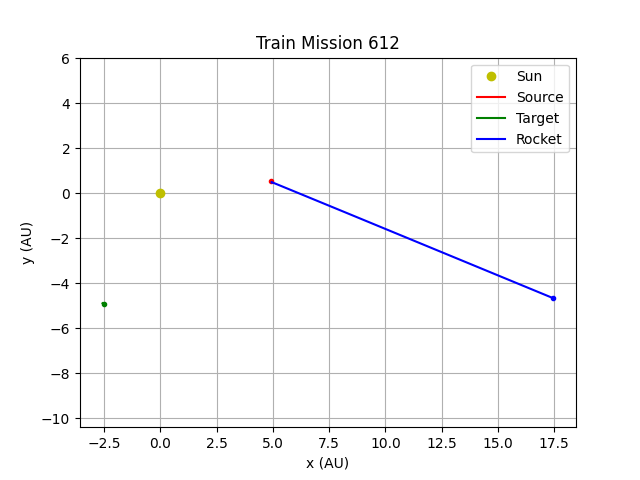 Train Mission 612
Sun
Source
Target
Rocket
6
4
2
0
−2
−4
−6
−8
−10
y (AU)
−2.5 0.0 2.5 5.0 7.5 10.0 12.5 15.0 17.5
x (AU)